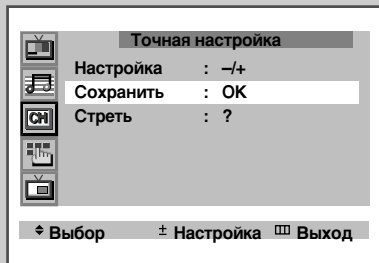 Точная настройка
Настройка : –/+
Сохранить : OK
Стреть : ?
CH
Выбор ± Настройка Выход